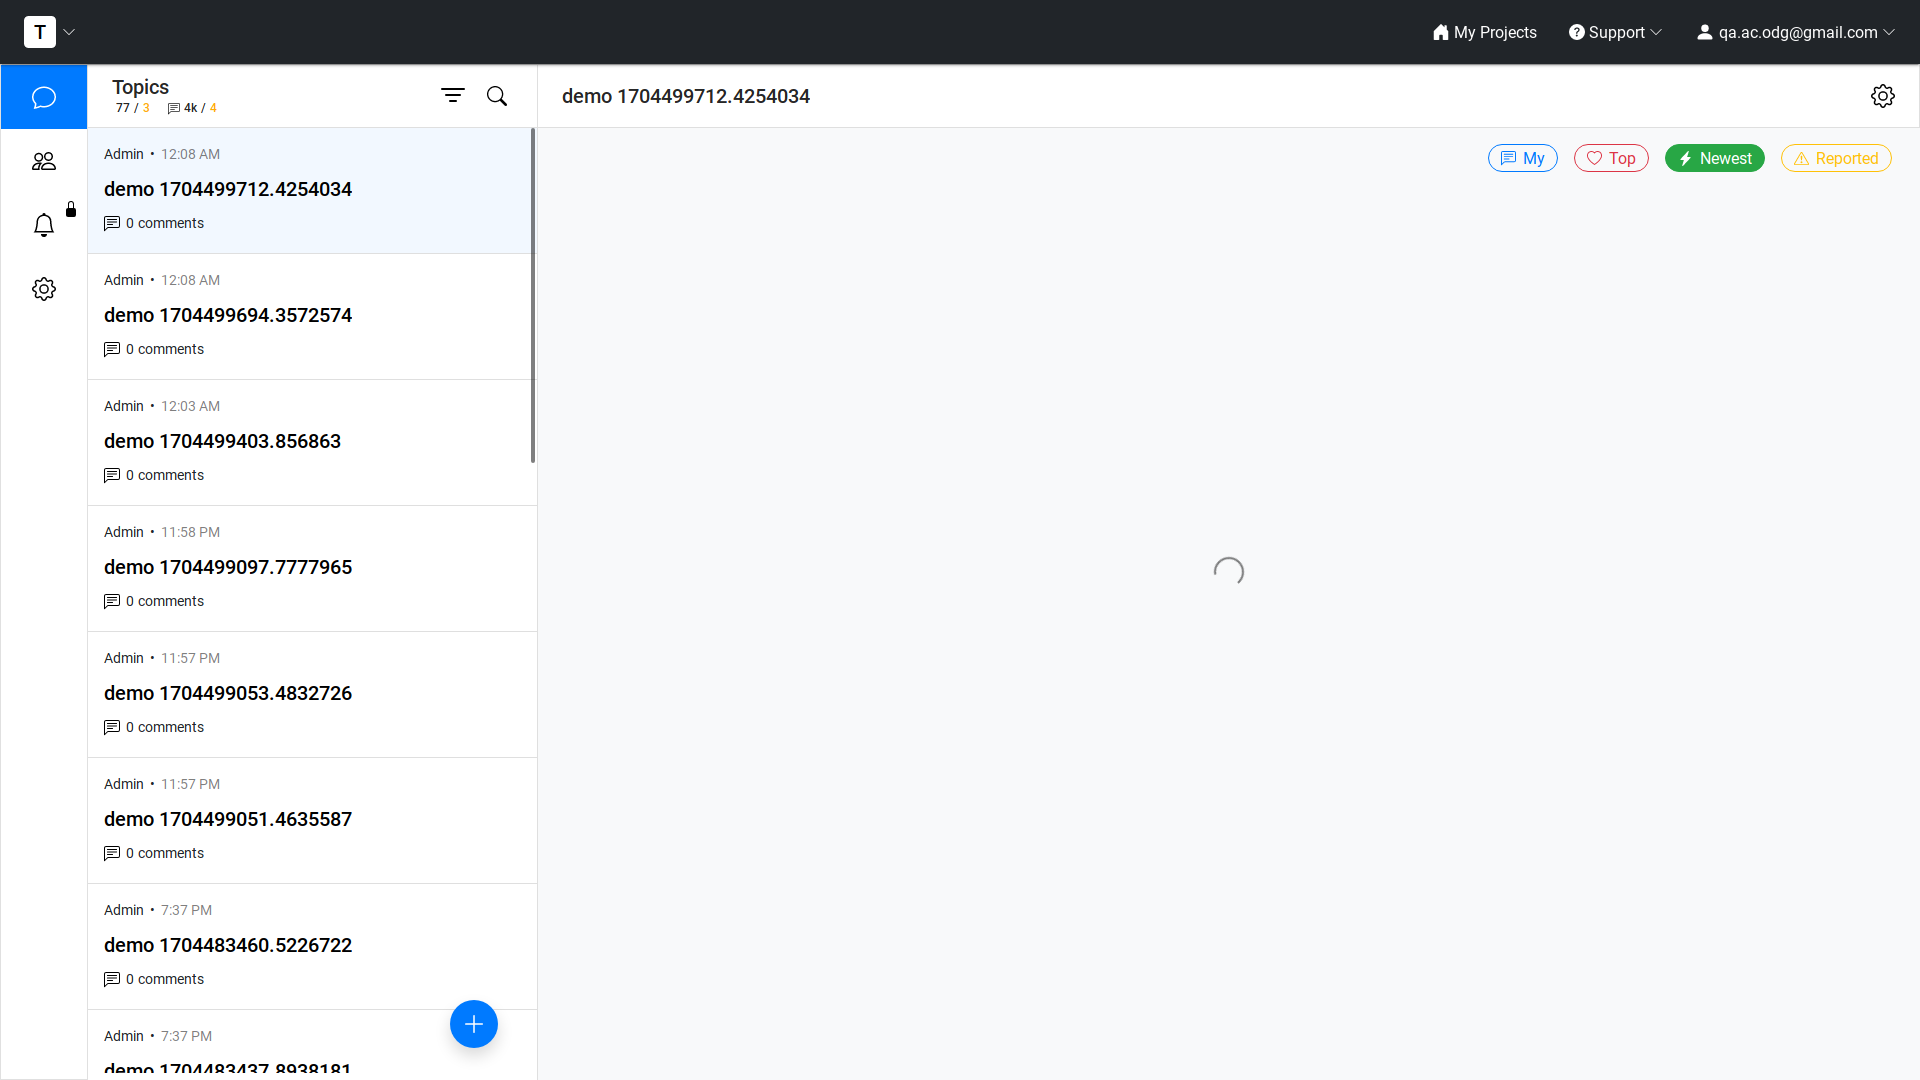 T
My Projects
Support
qa.ac.odg@gmail.com
Topics
77 / 3 4k / 4
demo 1704499712.4254034
My
Top
Newest
Reported
Admin • 12:08 AM
demo 1704499712.4254034
0 comments
Admin • 12:08 AM
demo 1704499694.3572574
0 comments
Admin • 12:03 AM
demo 1704499403.856863
0 comments
Admin • 11:58 PM
demo 1704499097.7777965
0 comments
Admin • 11:57 PM
demo 1704499053.4832726
0 comments
Admin • 11:57 PM
demo 1704499051.4635587
0 comments
Admin • 7:37 PM
demo 1704483460.5226722
0 comments
Admin • 7:37 PM
demo 1704483437.8938181